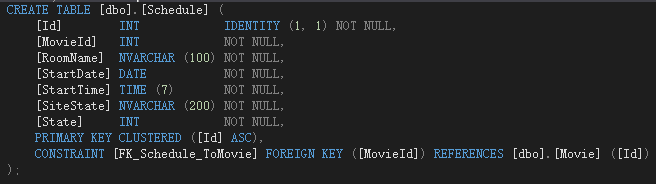 CREATE TABLE [dbo].[Schedule] (
[Id] INT IDENTITY (1, 1) NOT NULL,
[MovieId] INT NOT NULL,
[RoomName] NVARCHAR (100) NOT NULL,
[StartDate] DATE NOT NULL,
[StartTime] TIME (7) NOT NULL,
[SiteState] NVARCHAR (200) NOT NULL,
[State] INT NOT NULL,
PRIMARY KEY CLUSTERED ([Id] ASC),
CONSTRAINT [FK_Schedule_ToMovie] FOREIGN KEY ([MovieId]) REFERENCES [dbo].[Movie] ([Id])
);